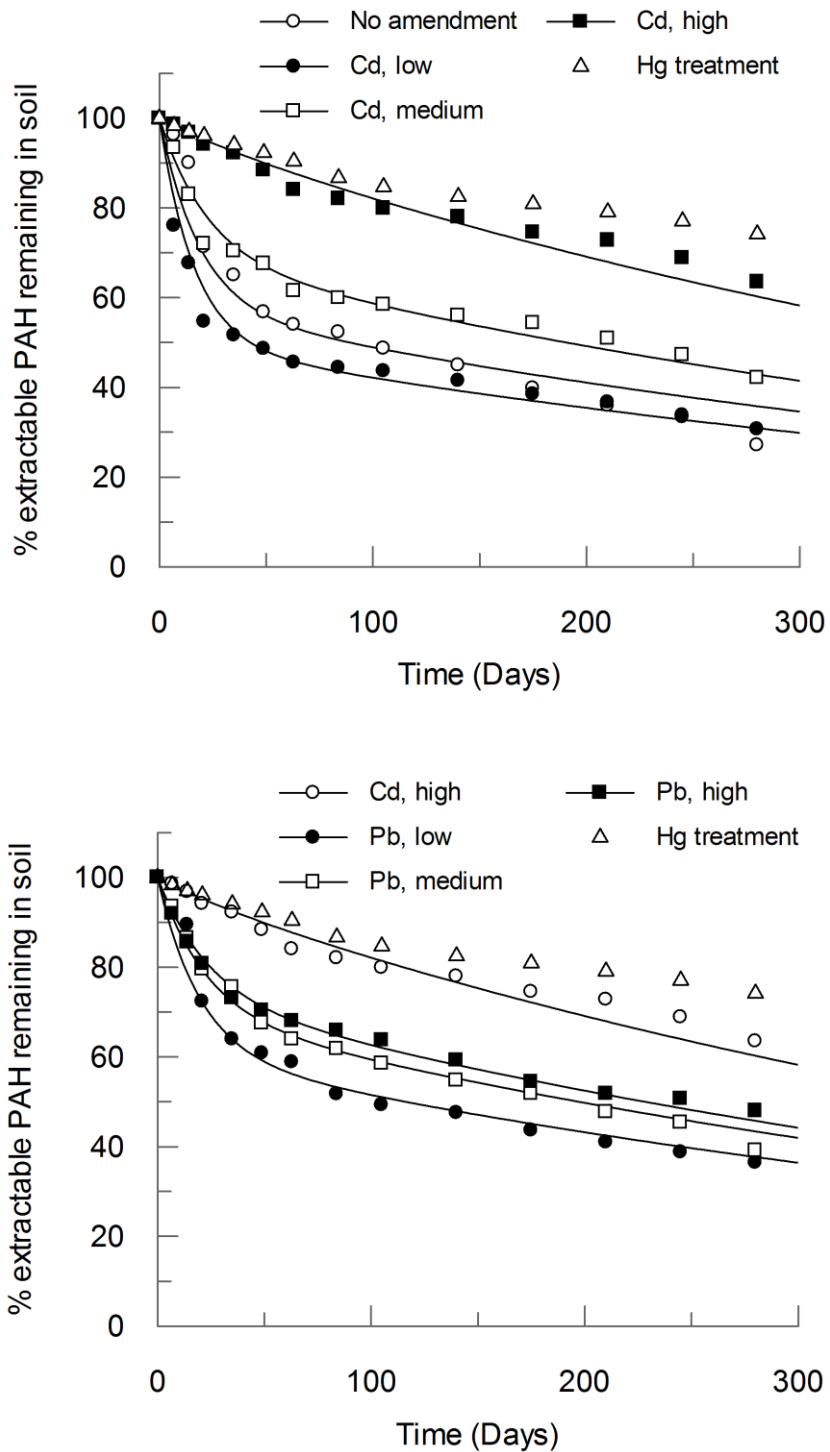 No amendment Cd, high
Cd, low Hg treatment
Cd, medium
% extractable PAH remaining in soil
100
80
60
40
20
0
0 100 200 300
Time (Days)
Cd, high Pb, high
Pb, low Hg treatment
Pb, medium
% extractable PAH remaining in soil
100
80
60
40
20
0
0 100 200 300
Time (Days)